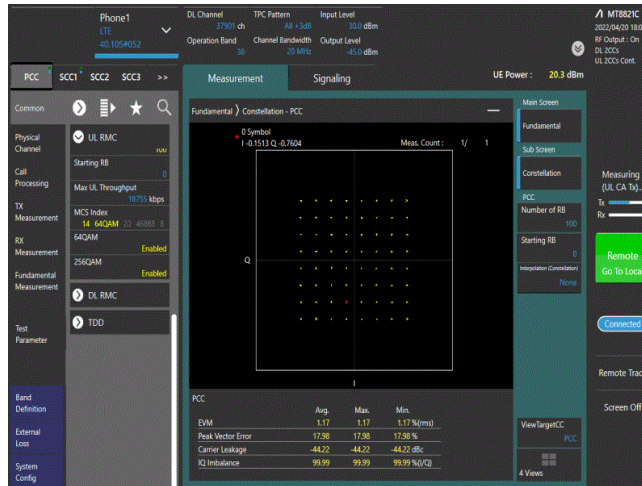 Phone1
LTE
40.105#052
DL Channel
37901 ch
TPC Pattern
All +3dB
Input Level
30.0 dBm
Operation Band
38
Channel Bandwidth
20 MHz
Output Level
-45.0 dBm
MT8821C
2022/04/20 18:0
RF Output : On
DL 2CCs
UL 2CCs Cont.
PCC
SCC1
SCC2
SCC3
>>
Measurement
Signaling
UE Power : 20.3 dBm
Common
Physical
Channel
Call
Processing
TX
Measurement
RX
Measurement
Fundamental
Measurement
Test
Parameter
Band
Definition
External
Loss
System
Config
UL RMC
100
Starting RB
0
Max UL Throughput
18755 kbps
MCS Index
14 64QAM 20 46888 8
64QAM
Enabled
256QAM
Enabled
DL RMC
TDD
Fundamental ) Constellation - PCC
0 Symbol
I -0.1513 Q -0.7604
Meas. Count : 1/ 1
Q
I
PCC
Avg. Max. Min.
EVM 1.17 1.17 1.17 %(rms)
Peak Vector Error 17.98 17.98 17.98 %
Carrier Leakage -44.22 -44.22 -44.22 dBc
IQ Imbalance 99.99 99.99 99.99 %(I/Q)
Main Screen
Fundamental
Sub Screen
Constellation
PCC
Number of RB
100
Starting RB
0
Interpolation (Constellation)
None
ViewTargetCC
PCC
4 Views
Measuring
(UL CA Tx)..
Tx
Rx
Remote
Go To Loca
Connected
Remote Trac
Screen Off